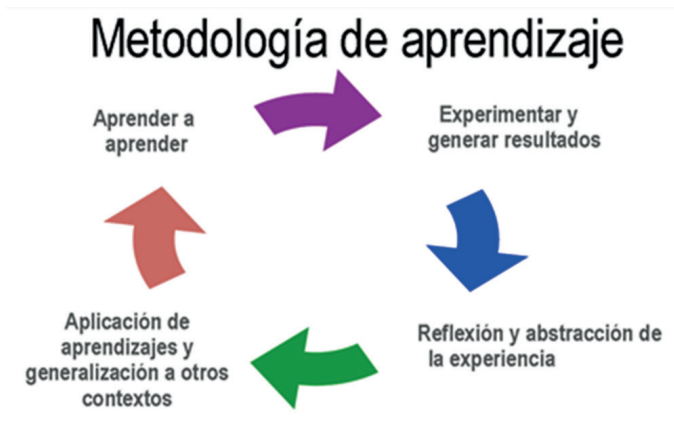 Metodología de aprendizaje
Aprender a
aprender
Experimentar y
generar resultados
Reflexión y abstracción de
la experiencia
Aplicación de
aprendizajes y
generalización a otros
contextos